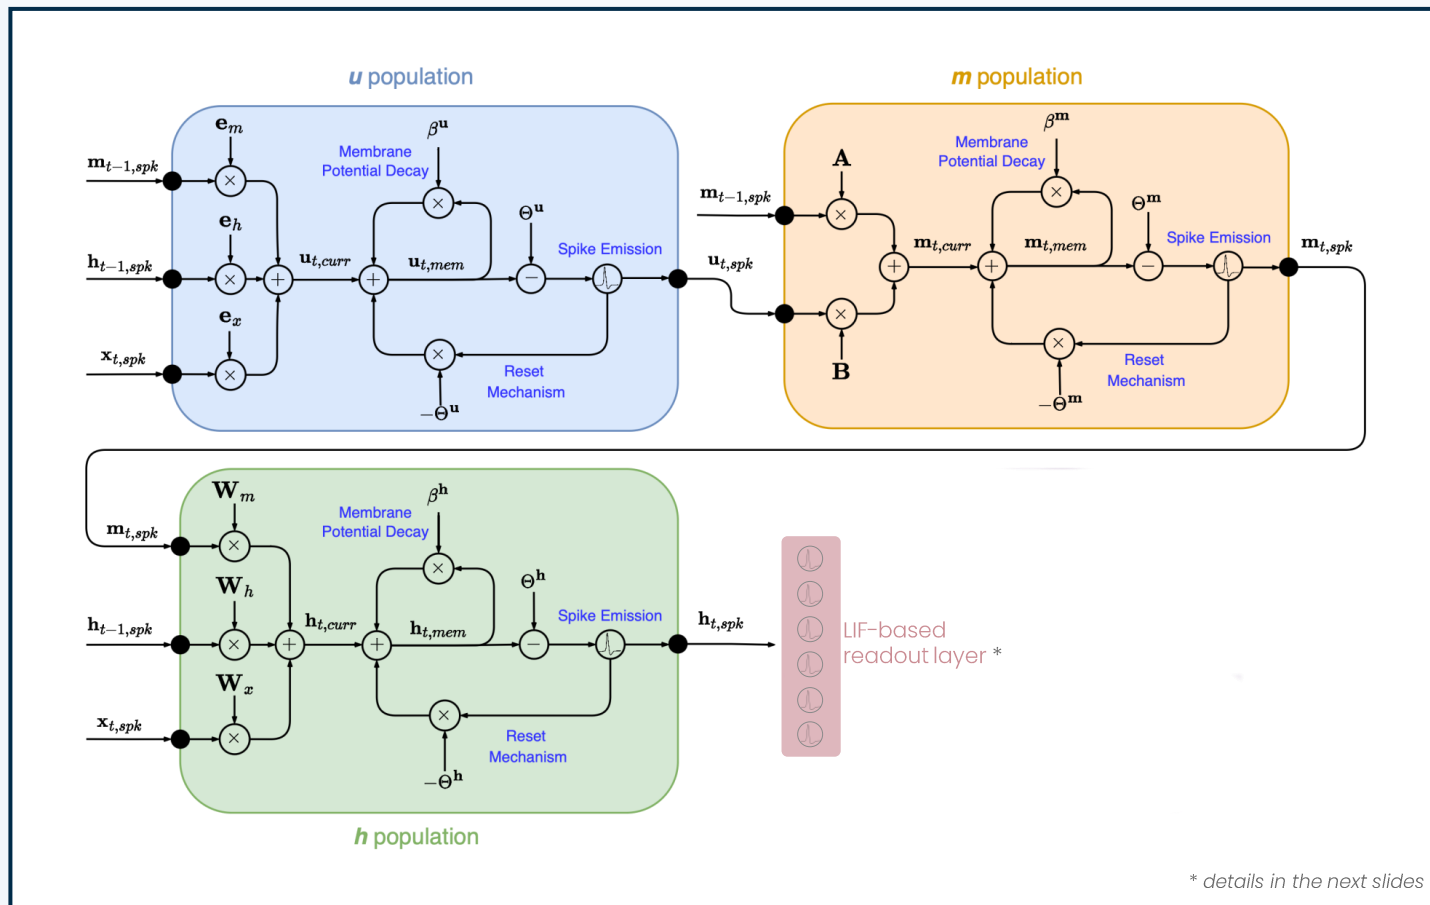 u population
m population
e_m
β^u
Membrane
Potential Decay
m_{t−1,spk}
×
×
e_h
Θ^u
Spike Emission
h_{t−1,spk}
×
+
u_{t,curr}
+
u_{t,mem}
−
e_x
x_{t,spk}
×
×
Reset
Mechanism
−Θ^u
β^m
Membrane
Potential Decay
A
m_{t−1,spk}
×
×
Θ^m
Spike Emission
m_{t,spk}
u_{t,spk}
+
m_{t,curr}
+
m_{t,mem}
−
×
B
×
Reset
Mechanism
−Θ^m
W_m
β^h
Membrane
Potential Decay
m_{t,spk}
×
×
W_h
Θ^h
Spike Emission
h_{t−1,spk}
×
+
h_{t,curr}
+
h_{t,mem}
−
h_{t,spk}
W_x
x_{t,spk}
×
×
Reset
Mechanism
−Θ^h
LIF-based
readout layer *
h population
* details in the next slides